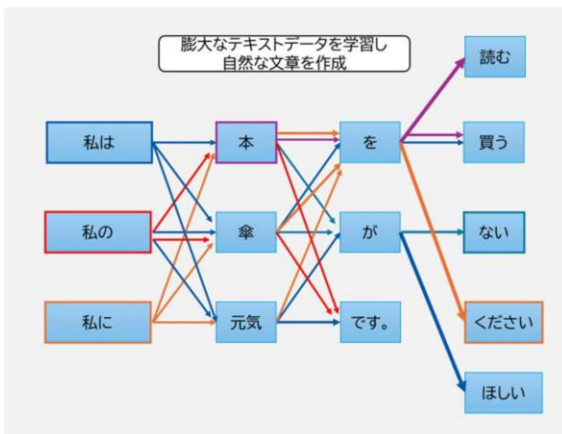 膨大なテキストデータを学習し
自然な文章を作成
私は
私の
私に
本
傘
元気
を
が
です。
読む
買う
ない
ください
ほしい